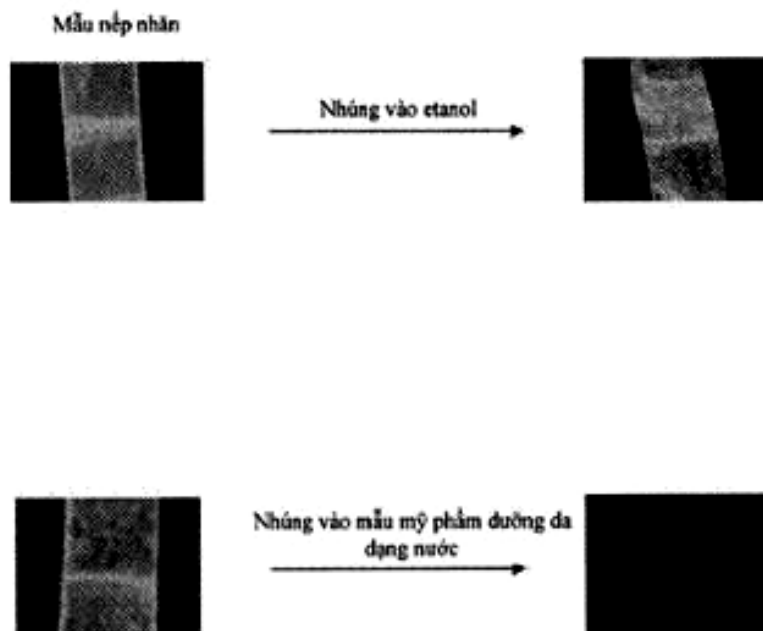 Mẫu nếp nhăn
Nhúng vào etanol
Nhúng vào mẫu mỹ phẩm dưỡng da
dạng nước